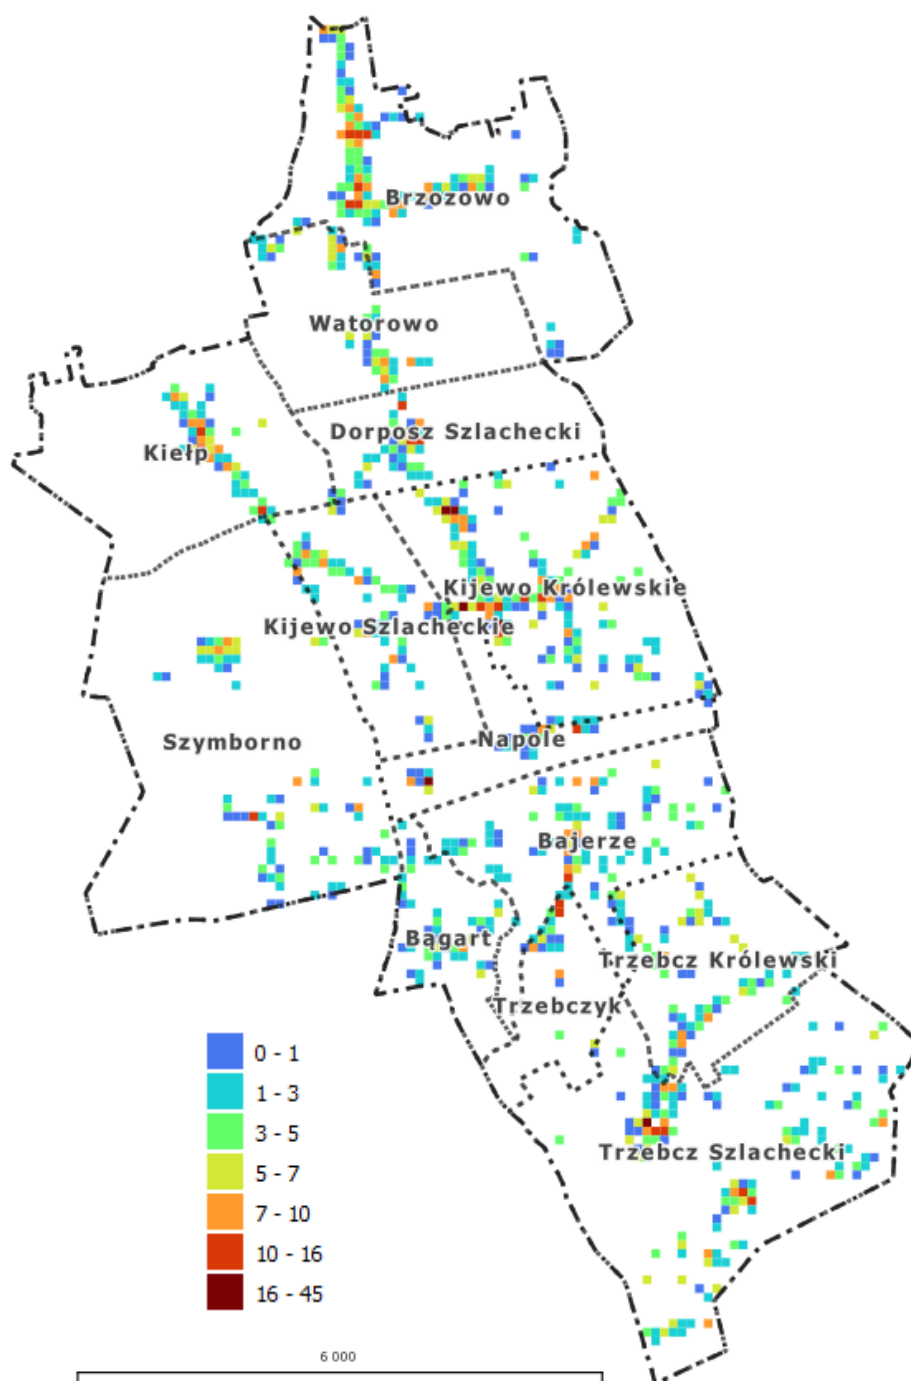 Brzozowo
Watorowo
Dorposz Szlachecki
Kiełp
Kijewo Królewskie
Kijewo Szlacheckie
Szymborno
Napole
Bajerze
Bągart
Trzebcz Królewski
Trzebczyk
Trzebcz Szlachecki
0 - 1
1 - 3
3 - 5
5 - 7
7 - 10
10 - 16
16 - 45
6 000